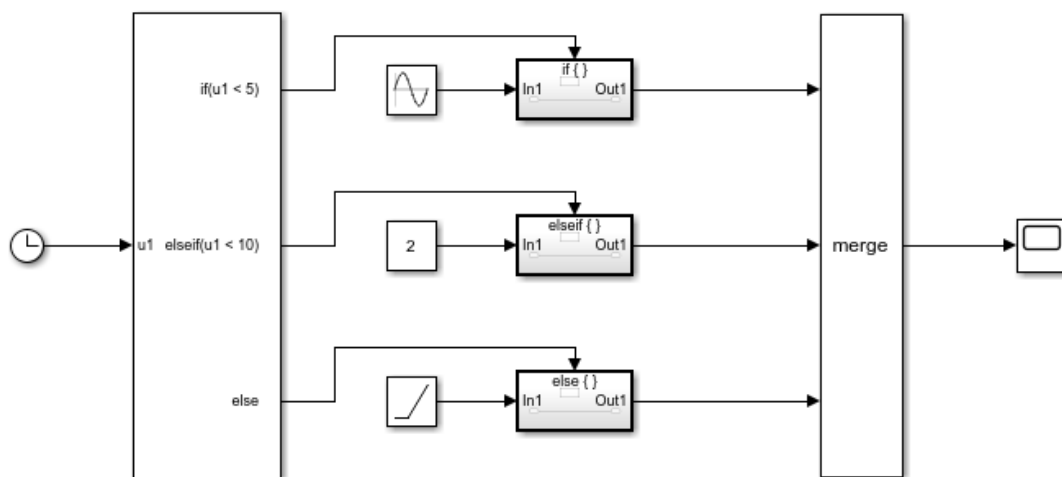 if(u1 < 5)
if { }
In1
Out1
u1
elseif(u1 < 10)
2
elseif { }
In1
Out1
merge
else
else { }
In1
Out1